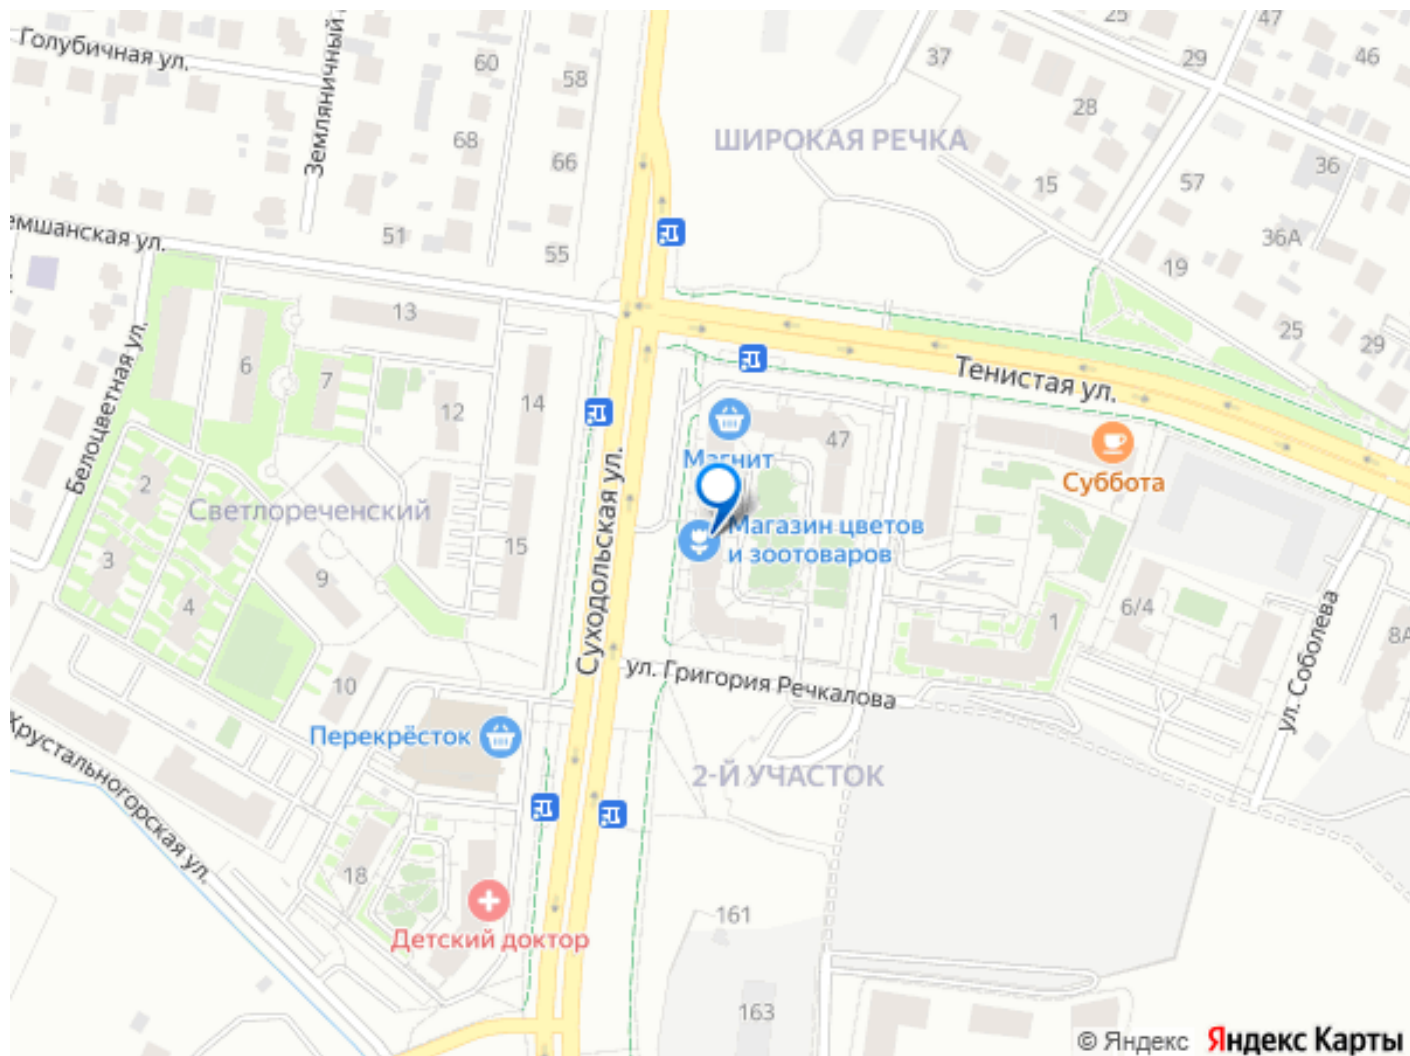 25
47
Голубичная ул.
Земляничный
60
58
37
29
46
28
68
66
ШИРОКАЯ РЕЧКА
36
15
57
емшанская ул.
51
55
36А
19
13
25
29
Белоцветная ул.
6
7
12
14
Тенистая ул.
47
Магнит
Суббота
2
Светлореченский
15
Суходольская ул.
Магазин цветов
и зоотоваров
3
9
4
6/4
1
ул. Соболева
8А
10
ул. Григория Речкалова
Хрустальногорская ул.
Перекрёсток
2-Й УЧАСТОК
18
161
Детский доктор
163
© Яндекс Яндекс Карты